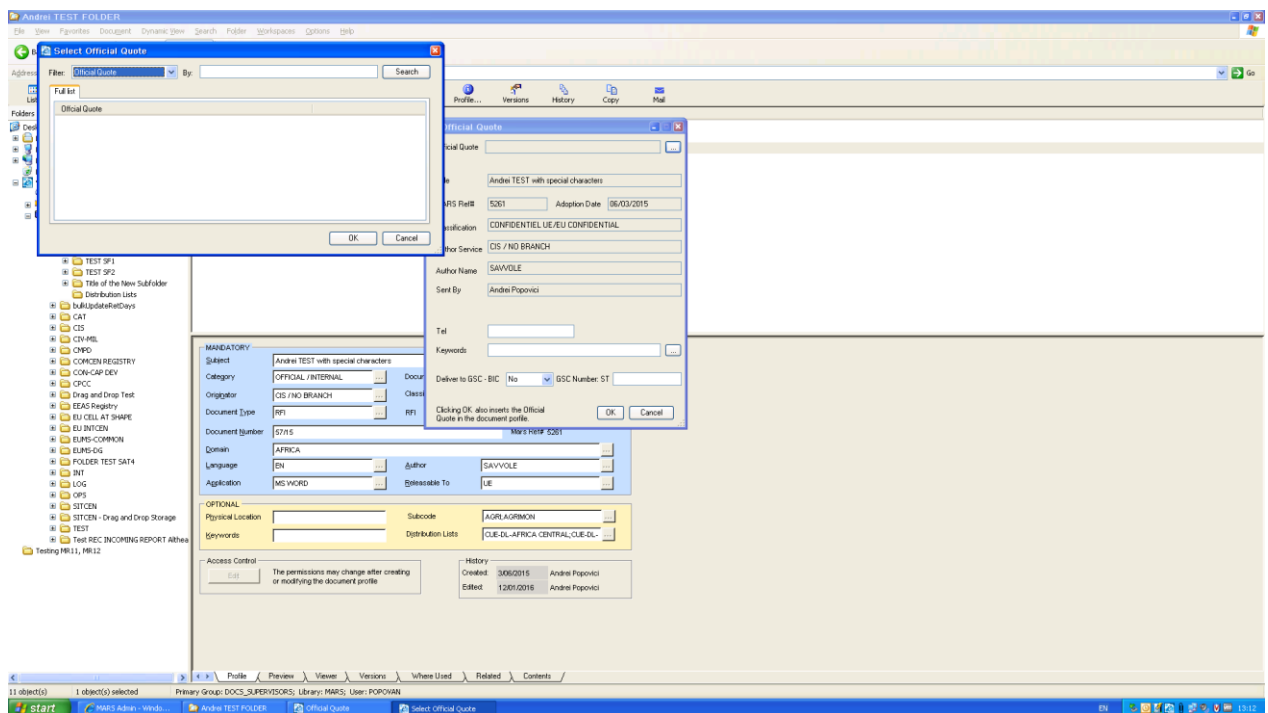 Andrei TEST FOLDER
File View Favorites Document Dynamic View Search Folder Workspaces Options Help
Address
Go
Profile... Versions History Copy Mail
Folders
Select Official Quote
Filter: Official Quote By: Search
Full list
Official Quote
OK Cancel
Official Quote
Official Quote ...
Andrei TEST with special characters
MARS Ref# 5261 Adoption Date 06/03/2015
Classification CONFIDENTIEL UE/EU CONFIDENTIAL
Author Service CIS / NO BRANCH
Author Name SAVVOLE
Sent By Andrei Popovici
Tel
Keywords ...
Deliver to GSC - BIC No GSC Number: ST
Clicking OK also inserts the Official
Quote in the document porfile.
OK Cancel
TEST SF1
TEST SF2
Title of the New Subfolder
Distribution Lists
bulkUpdateRetDays
CAT
CIS
CIV-MIL
CMPD
COMCEN REGISTRY
CON-CAP DEV
CPCC
Drag and Drop Test
EEAS Registry
EU CELL AT SHAPE
EU INTCEN
EUMS-COMMON
EUMS-DG
FOLDER TEST SAT4
INT
LOG
OPS
SITCEN
SITCEN - Drag and Drop Storage
TEST
Test REC INCOMING REPORT Althea
Testing MR11, MR12
MANDATORY
Subject Andrei TEST with special characters
Category OFFICIAL / INTERNAL ... Docu
Originator CIS / NO BRANCH ... Classi
Document Type RFI ... RFI
Document Number 57/15 Mars Ref# 5261
Domain AFRICA ...
Language EN ... Author SAVVOLE ...
Application MS WORD ... Releasable To UE ...
OPTIONAL
Physical Location Subcode AGRI;AGRIMON ...
Keywords Distribution Lists CUE-DL-AFRICA CENTRAL;CUE-DL- ...
Access Control
Edit The permissions may change after creating
or modifying the document profile
History
Created: 3/06/2015 Andrei Popovici
Edited: 12/01/2016 Andrei Popovici
Profile Preview Viewer Versions Where Used Related Contents
11 object(s) 1 object(s) selected Primary Group: DOCS_SUPERVISORS; Library: MARS; User: POPOVAN
start MARS Admin - Windo... Andrei TEST FOLDER Official Quote Select Official Quote EN 13:12